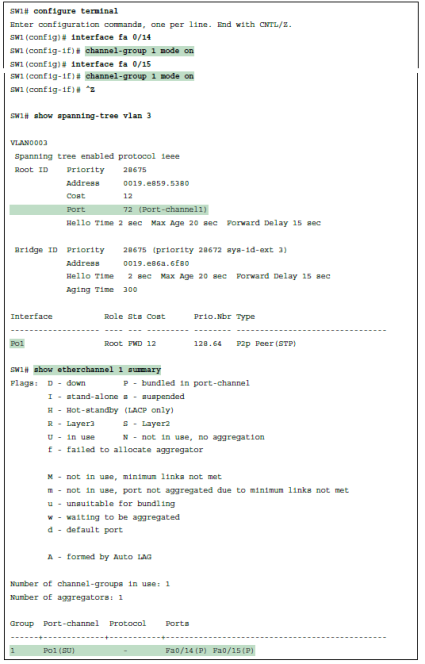 SW1# configure terminal
Enter configuration commands, one per line. End with CNTL/Z.
SW1(config)# interface fa 0/14
SW1(config-if)# channel-group 1 mode on
SW1(config)# interface fa 0/15
SW1(config-if)# channel-group 1 mode on
SW1(config-if)# ^Z
SW1# show spanning-tree vlan 3
VLAN0003
Spanning tree enabled protocol ieee
Root ID Priority 28675
Address 0019.e859.5380
Cost 12
Port 72 (Port-channel1)
Hello Time 2 sec Max Age 20 sec Forward Delay 15 sec
Bridge ID Priority 28675 (priority 28672 sys-id-ext 3)
Address 0019.e86a.6f80
Hello Time 2 sec Max Age 20 sec Forward Delay 15 sec
Aging Time 300
Interface Role Sts Cost Prio.Nbr Type
------------------- ---- --- --------- -------- --------------------------------
Po1 Root FWD 12 128.64 P2p Peer(STP)
SW1# show etherchannel 1 summary
Flags: D - down P - bundled in port-channel
I - stand-alone s - suspended
H - Hot-standby (LACP only)
R - Layer3 S - Layer2
U - in use N - not in use, no aggregation
f - failed to allocate aggregator
M - not in use, minimum links not met
m - not in use, port not aggregated due to minimum links not met
u - unsuitable for bundling
w - waiting to be aggregated
d - default port
A - formed by Auto LAG
Number of channel-groups in use: 1
Number of aggregators: 1
Group Port-channel Protocol Ports
------+-------------+-----------+-----------------------------------------------
1 Po1(SU) - Fa0/14(P) Fa0/15(P)